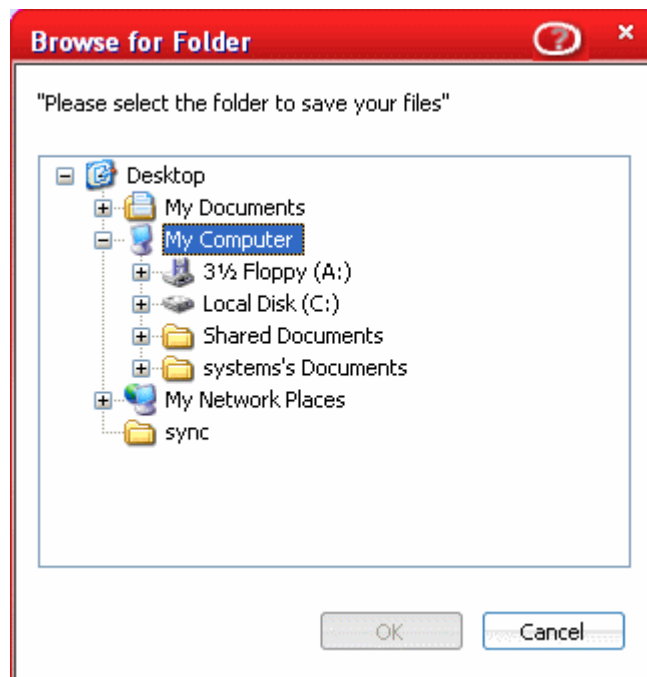 Browse for Folder
"Please select the folder to save your files"
Desktop
My Documents
My Computer
3½ Floppy (A:)
Local Disk (C:)
Shared Documents
systems's Documents
My Network Places
sync
OK
Cancel